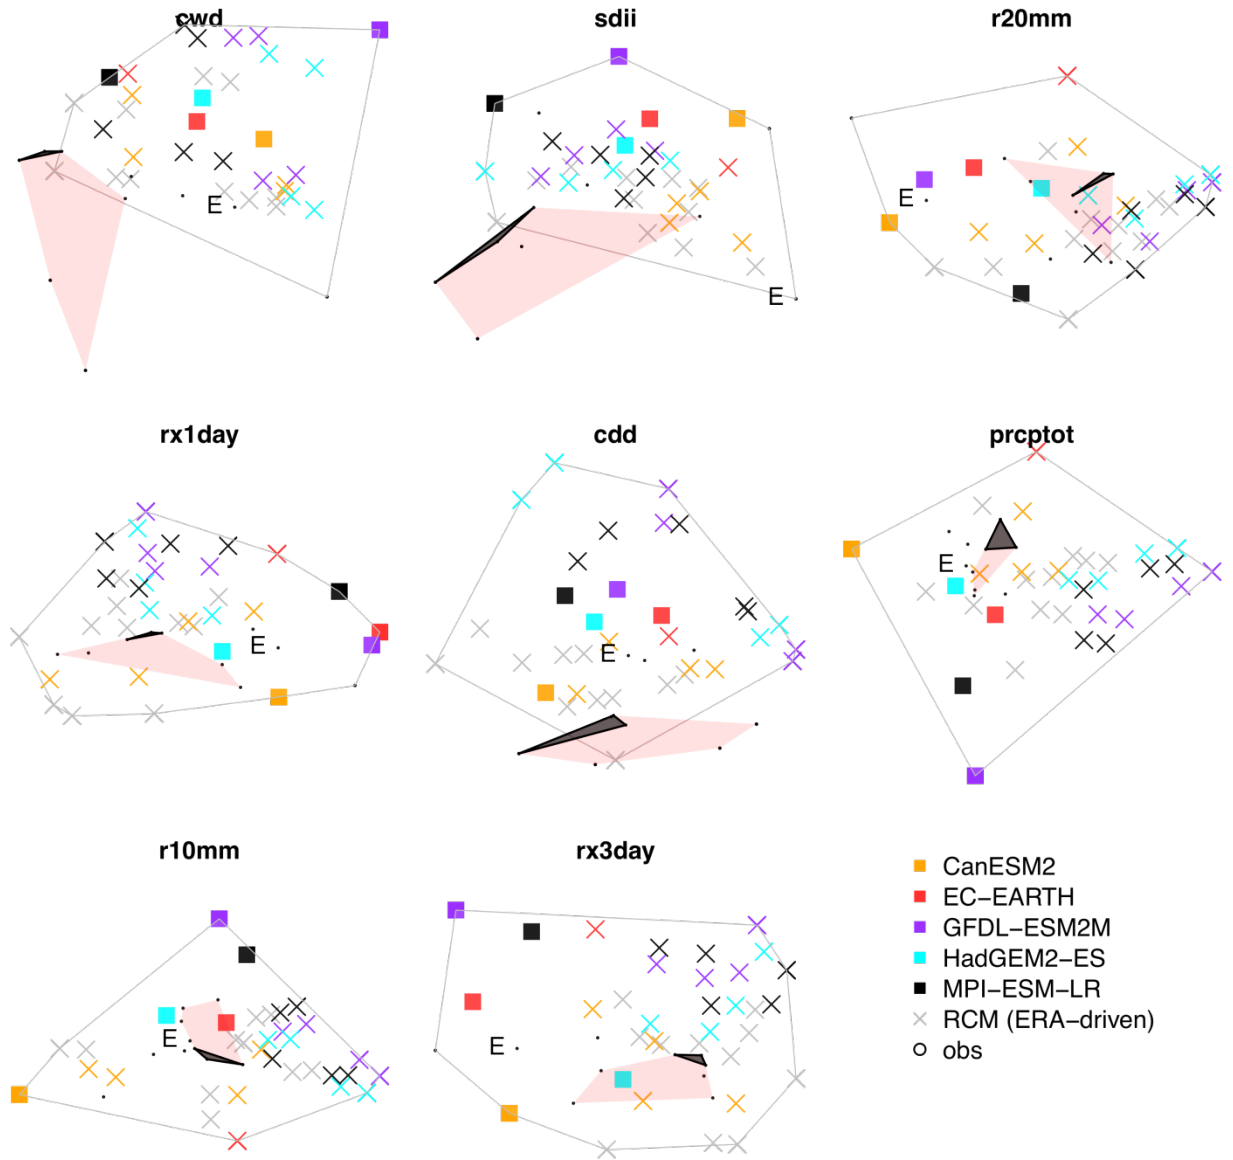 cwd
sdii
r20mm
E
E
E
rx1day
cdd
prcptot
E
E
E
r10mm
rx3day
E
E
CanESM2
EC−EARTH
GFDL−ESM2M
HadGEM2−ES
MPI−ESM−LR
RCM (ERA−driven)
obs